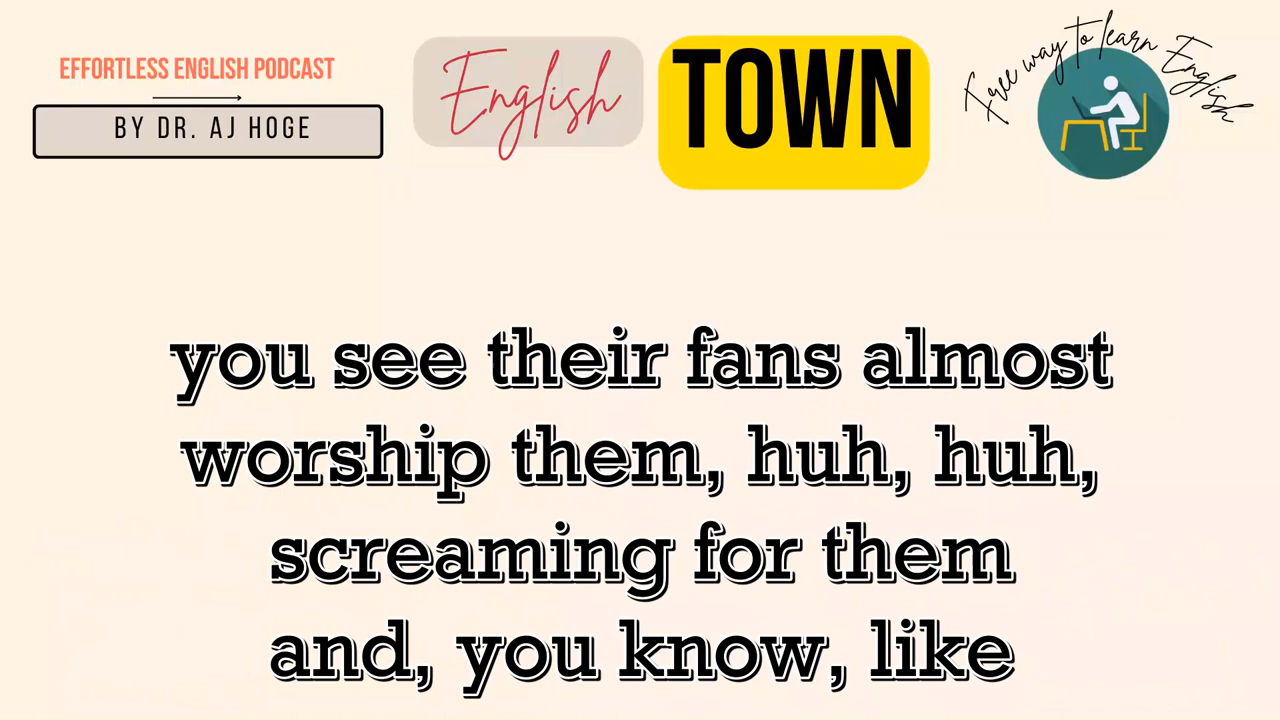 EFFORTLESS ENGLISH PODCAST
BY DR. AJ HOGE
English
TOWN
Free way to learn English
you see their fans almost
worship them, huh, huh,
screaming for them
and, you know, like